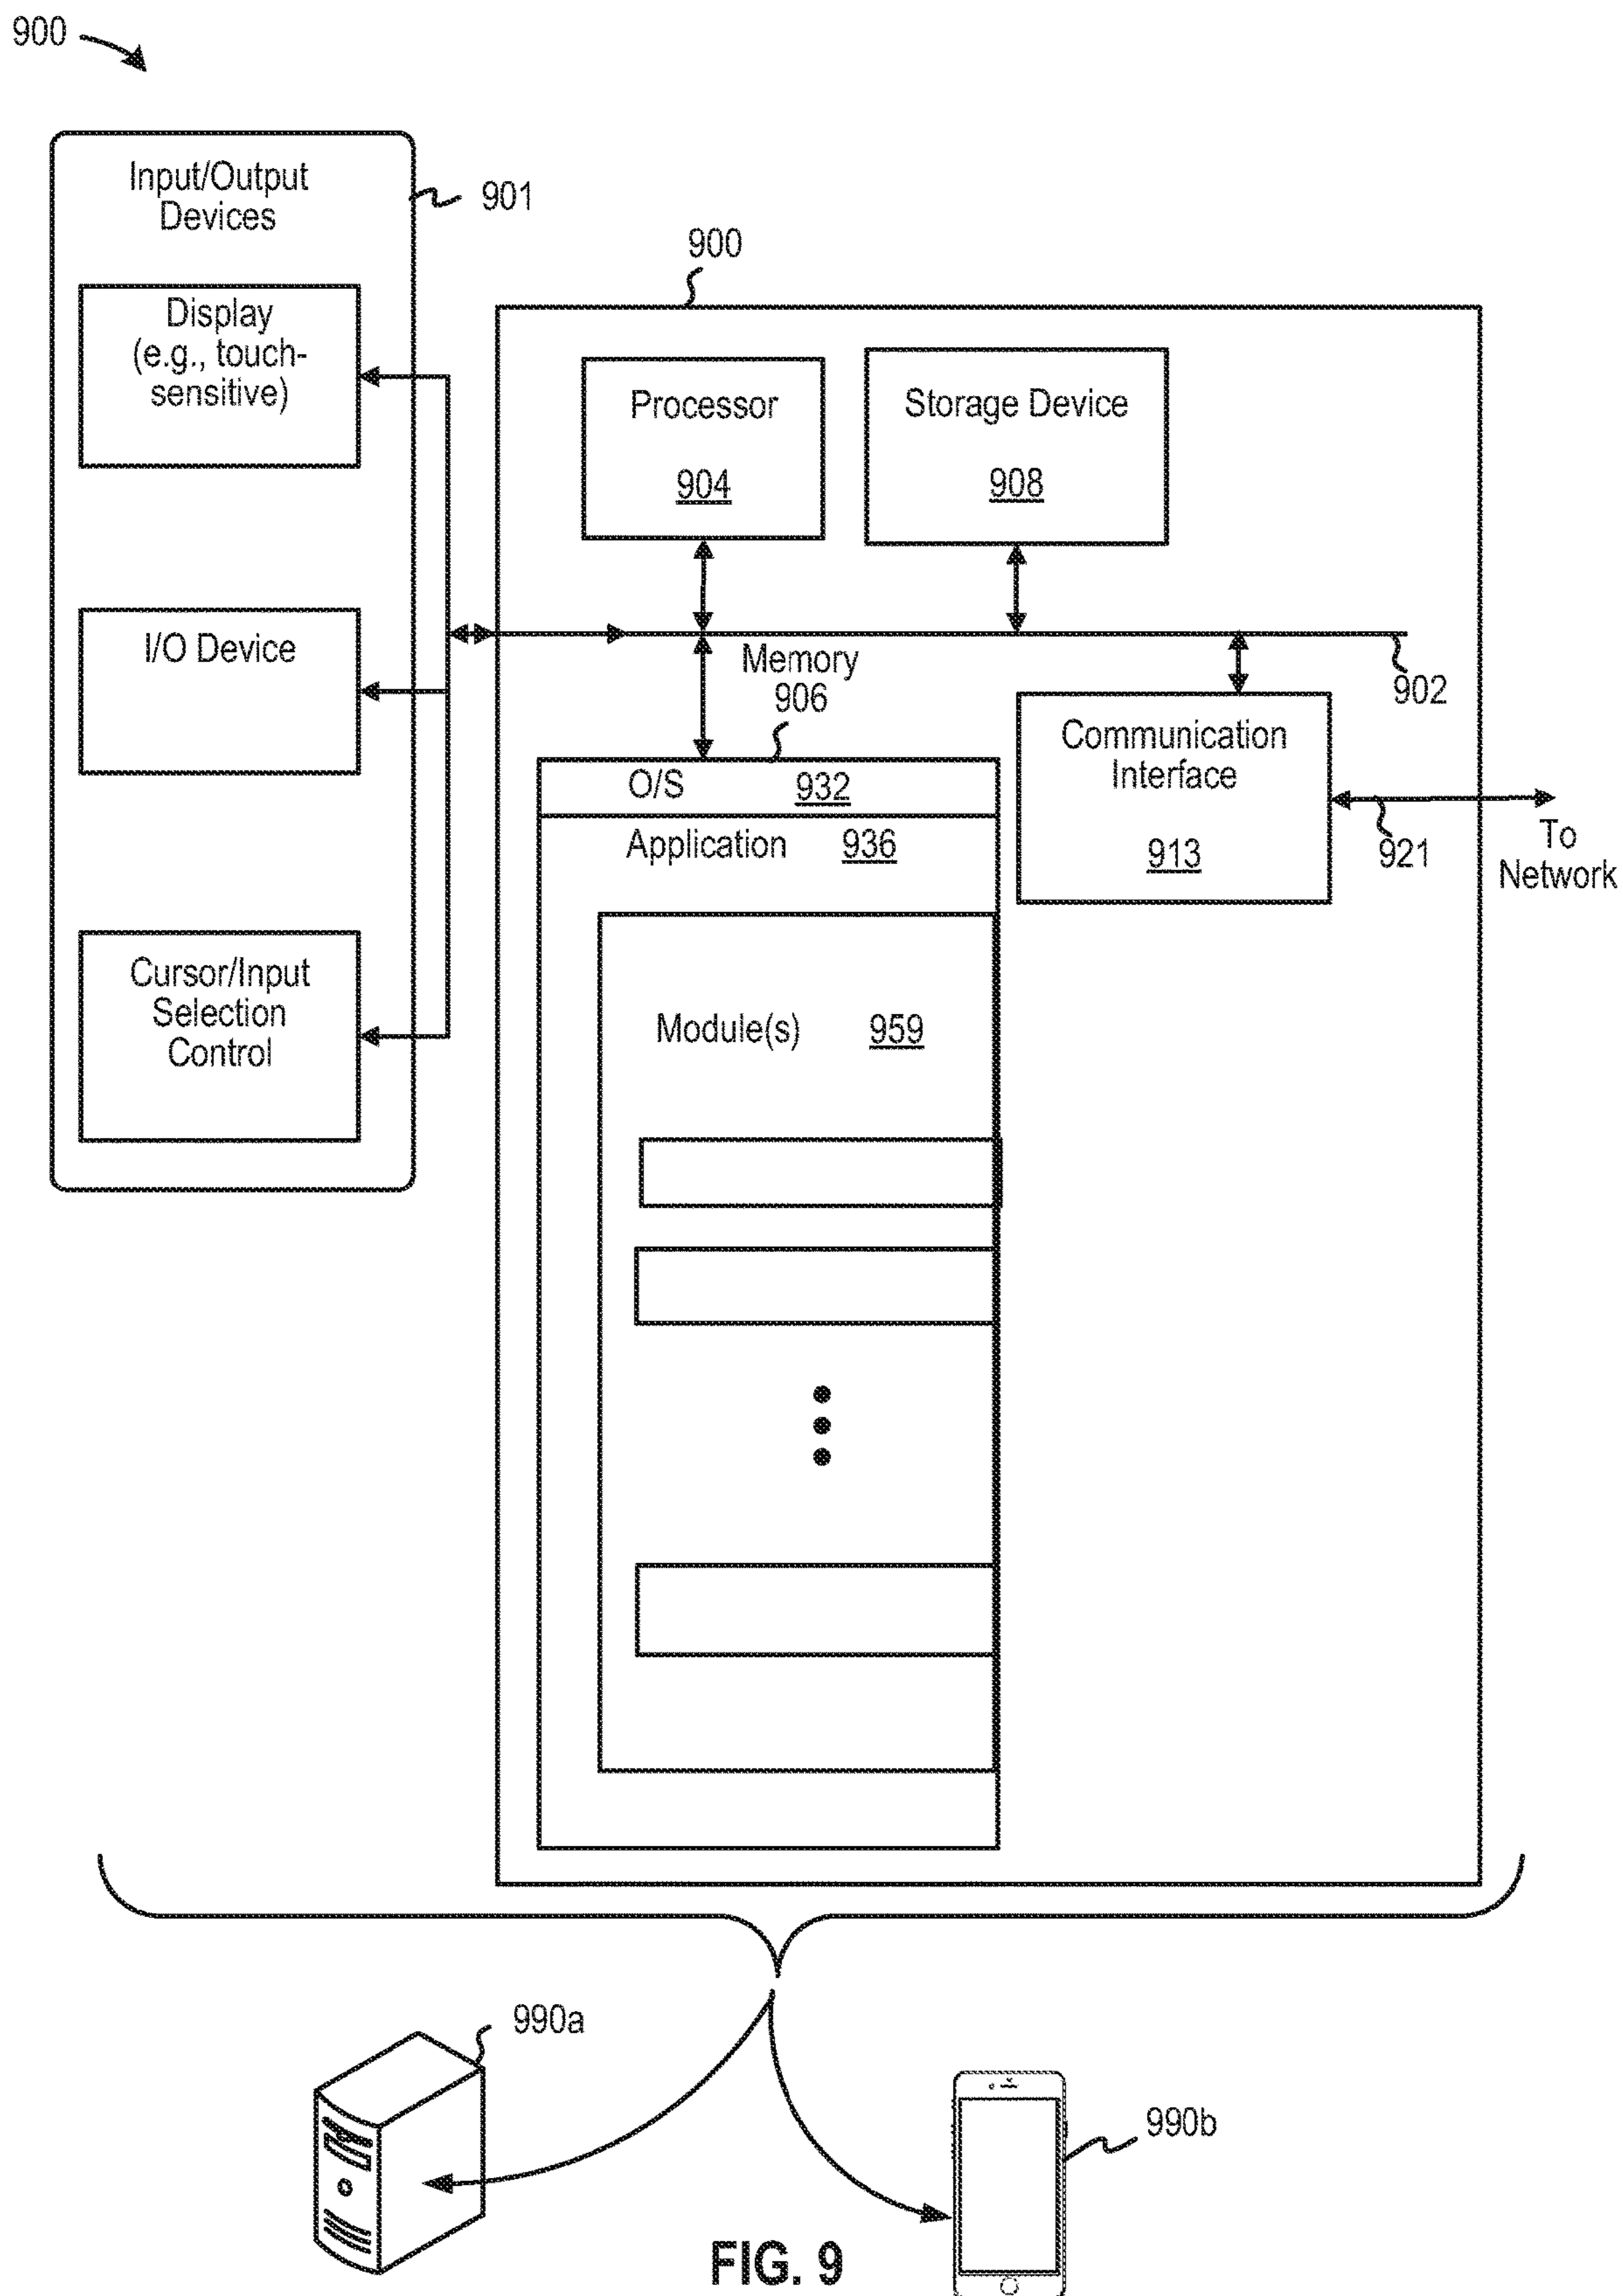 900
Input/Output
Devices
901
Display
(e.g., touch-
sensitive)
I/O Device
Cursor/Input
Selection
Control
900
Processor
904
Storage Device
908
902
Memory
906
O/S 932
Application 936
Module(s) 959
Communication
Interface
913
921
To
Network
990a
990b
FIG. 9